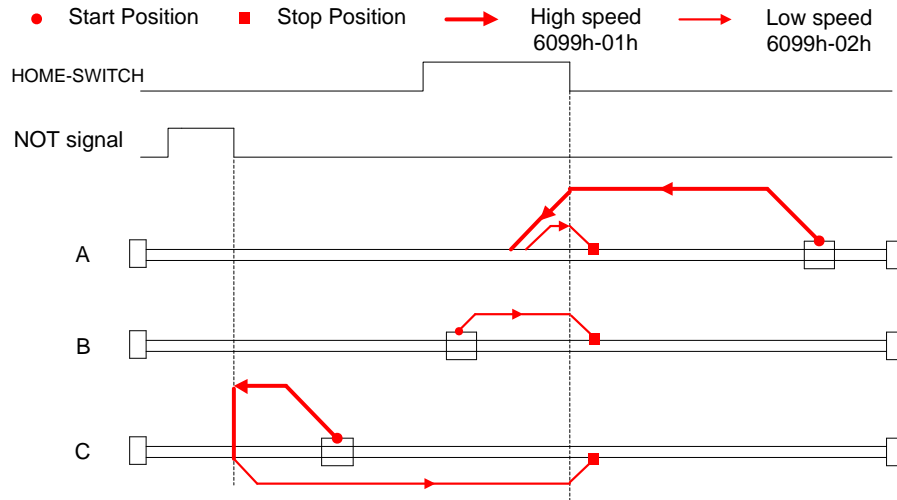 Start Position
Stop Position
High speed
6099h-01h
Low speed
6099h-02h
HOME-SWITCH
NOT signal
A
B
C